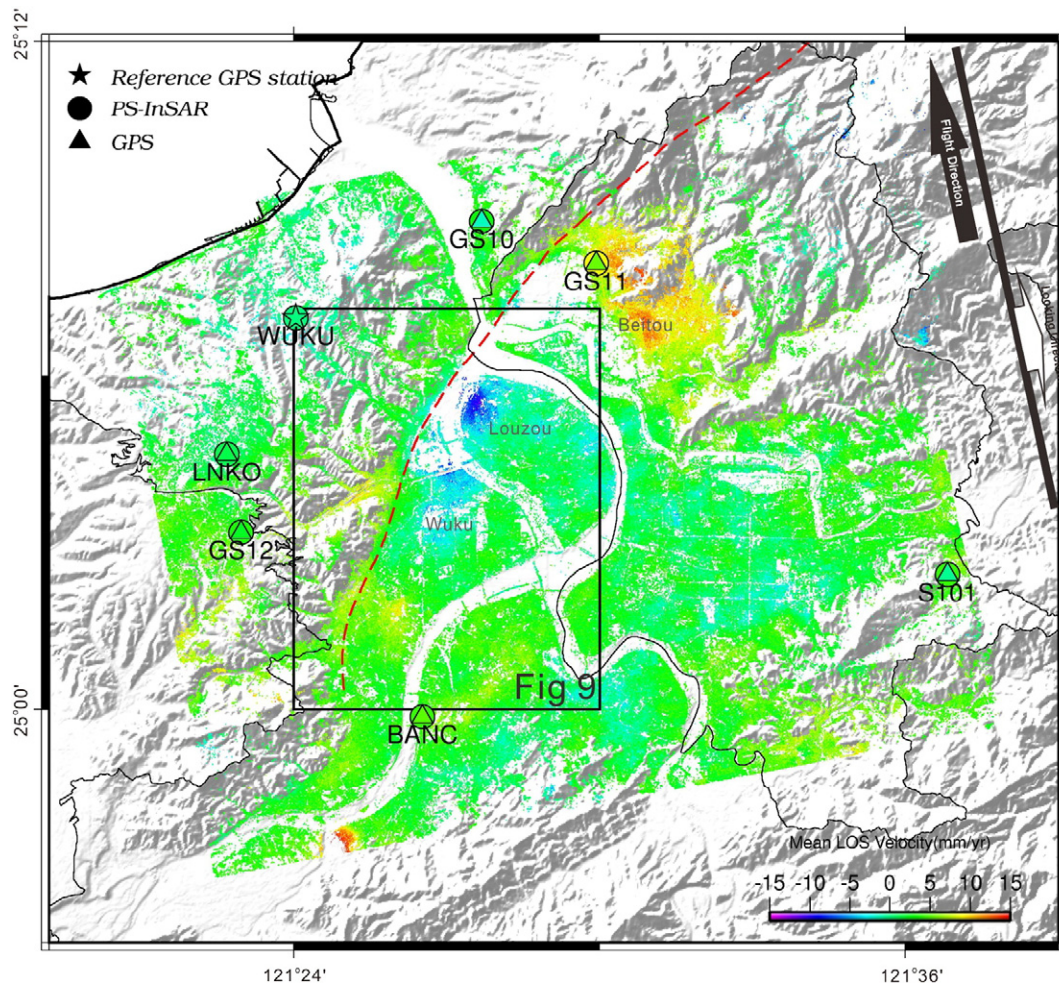 25°12'
Reference GPS station
PS-InSAR
GPS
Flight Direction
GS10
GS11
Beitou
WUKU
Louzou
LNKO
Wuku
GS12
S101
Fig 9
25°0'
BANC
Mean LOS Velocity(mm/yr)
-15 -10 -5 0 5 10 15
121°24'
121°36'